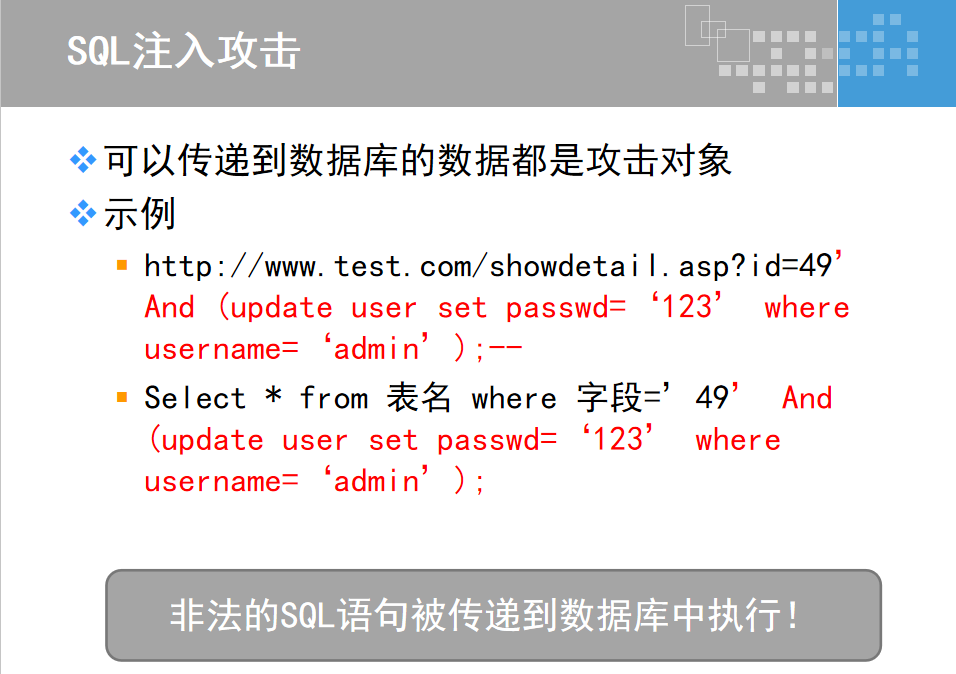 SQL注入攻击
可以传递到数据库的数据都是攻击对象
示例
http://www.test.com/showdetail.asp?id=49’
And (update user set passwd=‘123’ where
username=‘admin’);--
Select * from 表名 where 字段=’49’ And
(update user set passwd=‘123’ where
username=‘admin’);
非法的SQL语句被传递到数据库中执行！